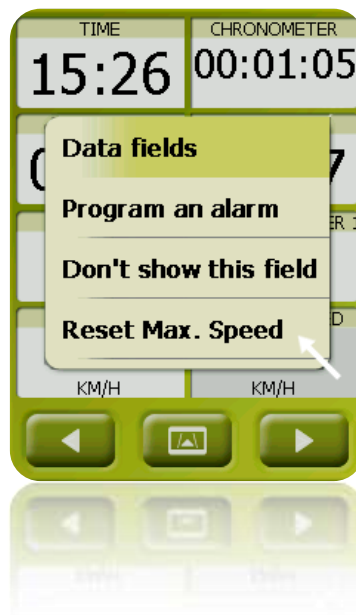 TIME CHRONOMETER
15:26 00:01:05
Data fields
Program an alarm
Don't show this field
Reset Max. Speed
KM/H KM/H